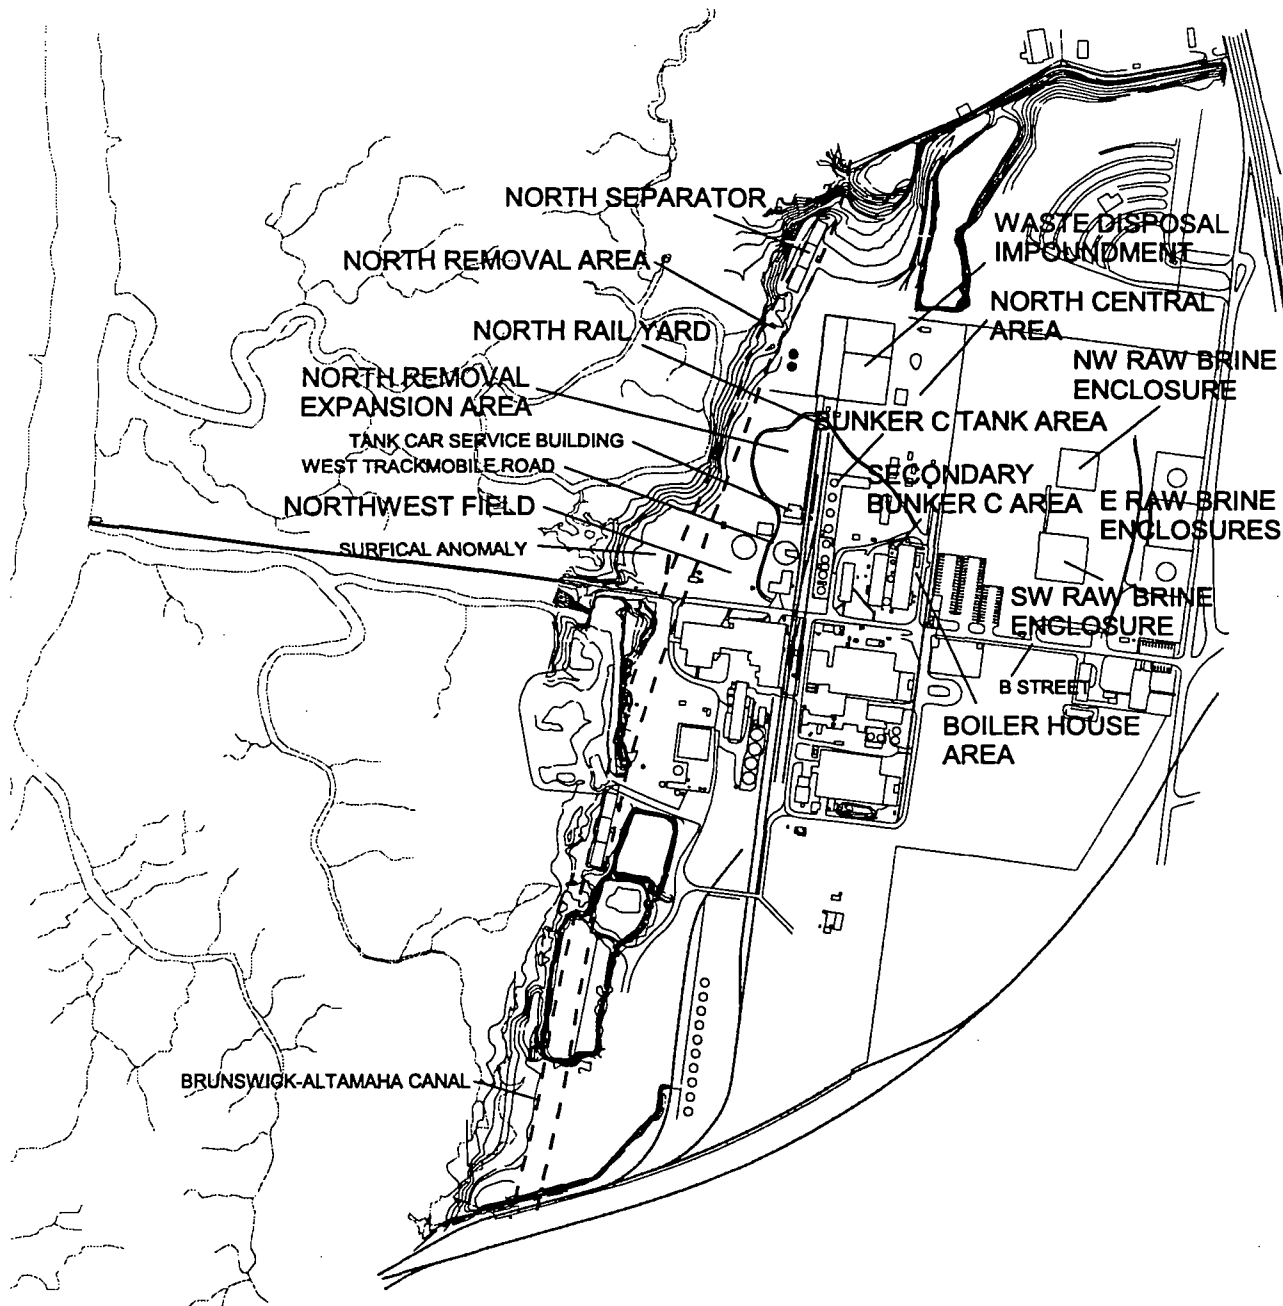 NORTH SEPARATOR
WASTE DISPOSAL
IMPOUNDMENT
NORTH REMOVAL AREA
NORTH CENTRAL
AREA
NORTH RAIL YARD
NW RAW BRINE
ENCLOSURE
NORTH REMOVAL
EXPANSION AREA
BUNKER C TANK AREA
TANK CAR SERVICE BUILDING
WEST TRACKMOBILE ROAD
SECONDARY
BUNKER C AREA
E RAW BRINE
ENCLOSURES
NORTHWEST FIELD
SURFICAL ANOMALY
SW RAW BRINE
ENCLOSURE
B STREET
BOILER HOUSE
AREA
BRUNSWICK-ALTAMAHA CANAL